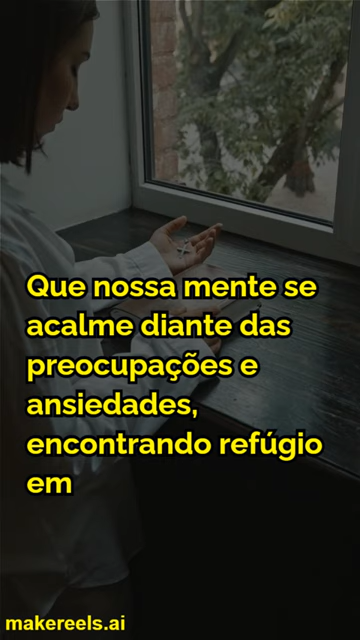 Que nossa mente se
acalme diante das
preocupações e
ansiedades,
encontrando refúgio
em
makereels.ai